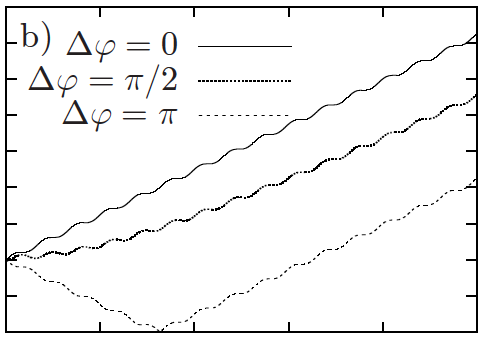 b) Δφ = 0
Δφ = π/2
Δφ = π